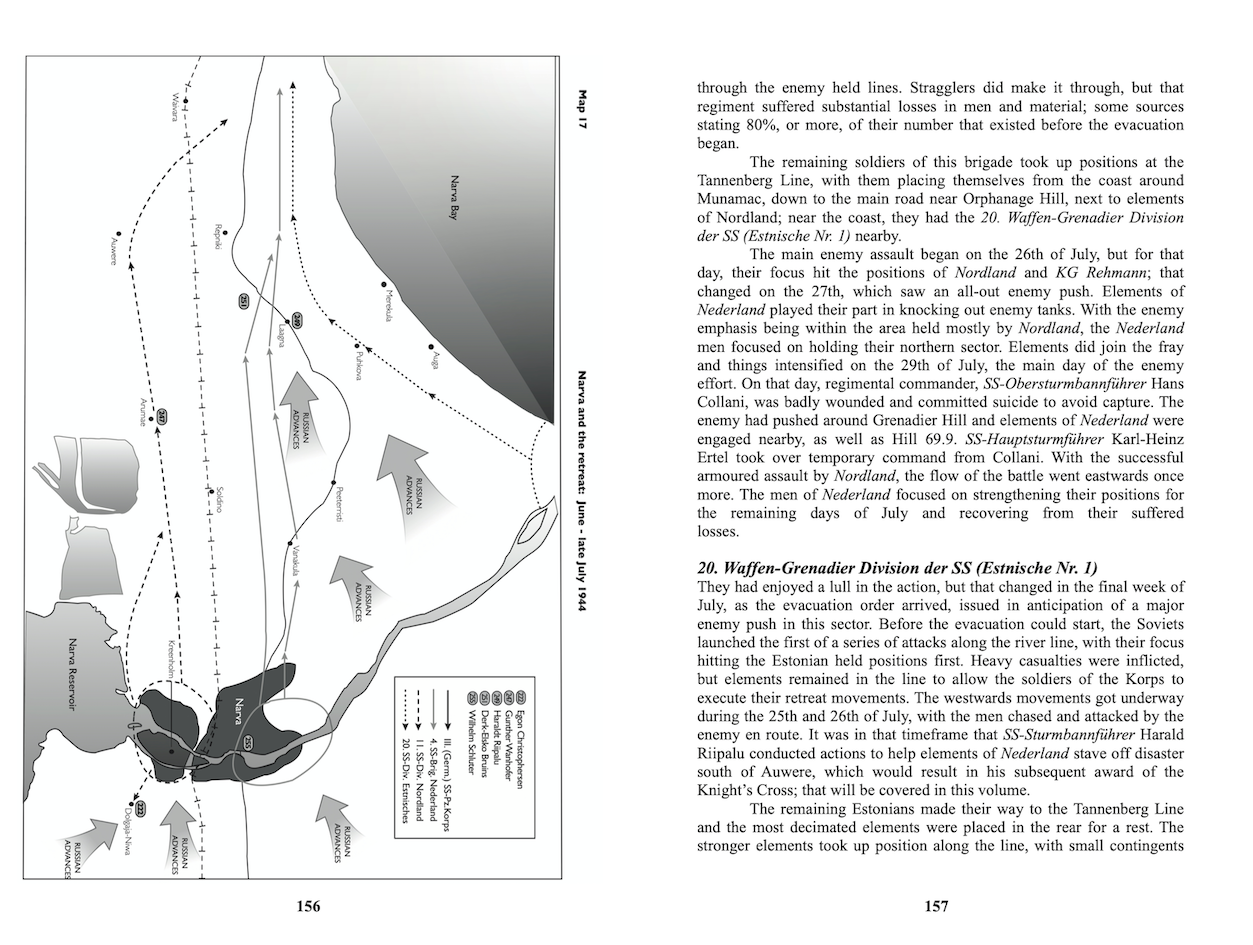 Map 17
Narva and the retreat: June - late July 1944
Narva Bay
Waivara
Auwere
Repniki
251
249
Laagna
Merekula
Auga
Puhkova
RUSSIAN
ADVANCES
RUSSIAN
ADVANCES
Arumae
247
Soldino
Peeterristi
Vanakula
RUSSIAN
ADVANCES
Kreenholm
Narva Reservoir
Narva
255
222
Dolgaja-Niwa
RUSSIAN
ADVANCES
RUSSIAN
ADVANCES
RUSSIAN
ADVANCES
222 Egon Christophersen
247 Gunther Wanhofer
249 Haraldt Riipalu
251 Derk-Elsko Bruins
255 Wilhelm Schluter
III. (Germ.) SS-Pz.Korps
4. SS-Brig. Nederland
11. SS-Div. Nordland
20. SS-Div. Estnisches
156
through the enemy held lines. Stragglers did make it through, but that
regiment suffered substantial losses in men and material; some sources
stating 80%, or more, of their number that existed before the evacuation
began.
The remaining soldiers of this brigade took up positions at the
Tannenberg Line, with them placing themselves from the coast around
Munamac, down to the main road near Orphanage Hill, next to elements
of Nordland; near the coast, they had the 20. Waffen-Grenadier Division
der SS (Estnische Nr. 1) nearby.
The main enemy assault began on the 26th of July, but for that
day, their focus hit the positions of Nordland and KG Rehmann; that
changed on the 27th, which saw an all-out enemy push. Elements of
Nederland played their part in knocking out enemy tanks. With the enemy
emphasis being within the area held mostly by Nordland, the Nederland
men focused on holding their northern sector. Elements did join the fray
and things intensified on the 29th of July, the main day of the enemy
effort. On that day, regimental commander, SS-Obersturmbannführer Hans
Collani, was badly wounded and committed suicide to avoid capture. The
enemy had pushed around Grenadier Hill and elements of Nederland were
engaged nearby, as well as Hill 69.9. SS-Hauptsturmführer Karl-Heinz
Ertel took over temporary command from Collani. With the successful
armoured assault by Nordland, the flow of the battle went eastwards once
more. The men of Nederland focused on strengthening their positions for
the remaining days of July and recovering from their suffered
losses.
20. Waffen-Grenadier Division der SS (Estnische Nr. 1)
They had enjoyed a lull in the action, but that changed in the final week of
July, as the evacuation order arrived, issued in anticipation of a major
enemy push in this sector. Before the evacuation could start, the Soviets
launched the first of a series of attacks along the river line, with their focus
hitting the Estonian held positions first. Heavy casualties were inflicted,
but elements remained in the line to allow the soldiers of the Korps to
execute their retreat movements. The westwards movements got underway
during the 25th and 26th of July, with the men chased and attacked by the
enemy en route. It was in that timeframe that SS-Sturmbannführer Harald
Riipalu conducted actions to help elements of Nederland stave off disaster
south of Auwere, which would result in his subsequent award of the
Knight's Cross; that will be covered in this volume.
The remaining Estonians made their way to the Tannenberg Line
and the most decimated elements were placed in the rear for a rest. The
stronger elements took up position along the line, with small contingents
157